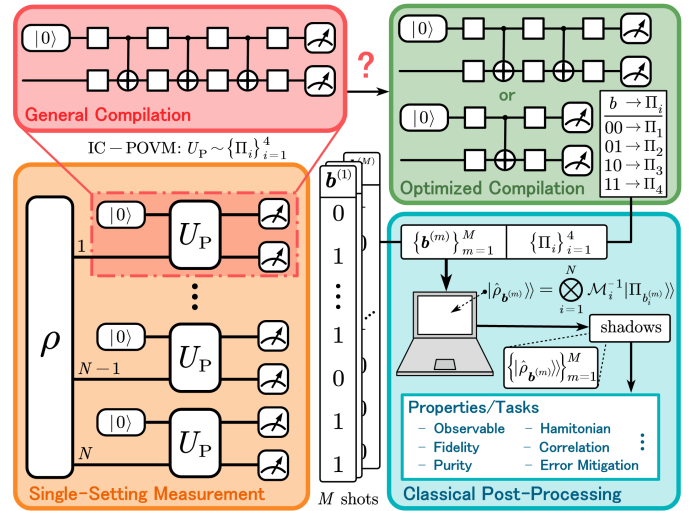 |0⟩
General Compilation
?
|0⟩
or
|0⟩
Optimized Compilation
b → Π_i
00 → Π_1
01 → Π_2
10 → Π_3
11 → Π_4
IC − POVM: U_P ∼ {Π_i}_{i=1}^4
ρ
|0⟩
U_P
1
|0⟩
U_P
N−1
|0⟩
U_P
N
Single-Setting Measurement
(M)
b^(1)
0
1
1
0
1
1
M shots
{b^(m)}_{m=1}^M
{Π_i}_{i=1}^4
|ρ̂_{b^(m)}⟩⟩ = ⨂_{i=1}^N ℳ_i^{-1} |Π_{b_i^(m)}⟩⟩
shadows
{|ρ̂_{b^(m)}⟩⟩}_{m=1}^M
Properties/Tasks
− Observable
− Fidelity
− Purity
− Hamitonian
− Correlation
− Error Mitigation
Classical Post-Processing